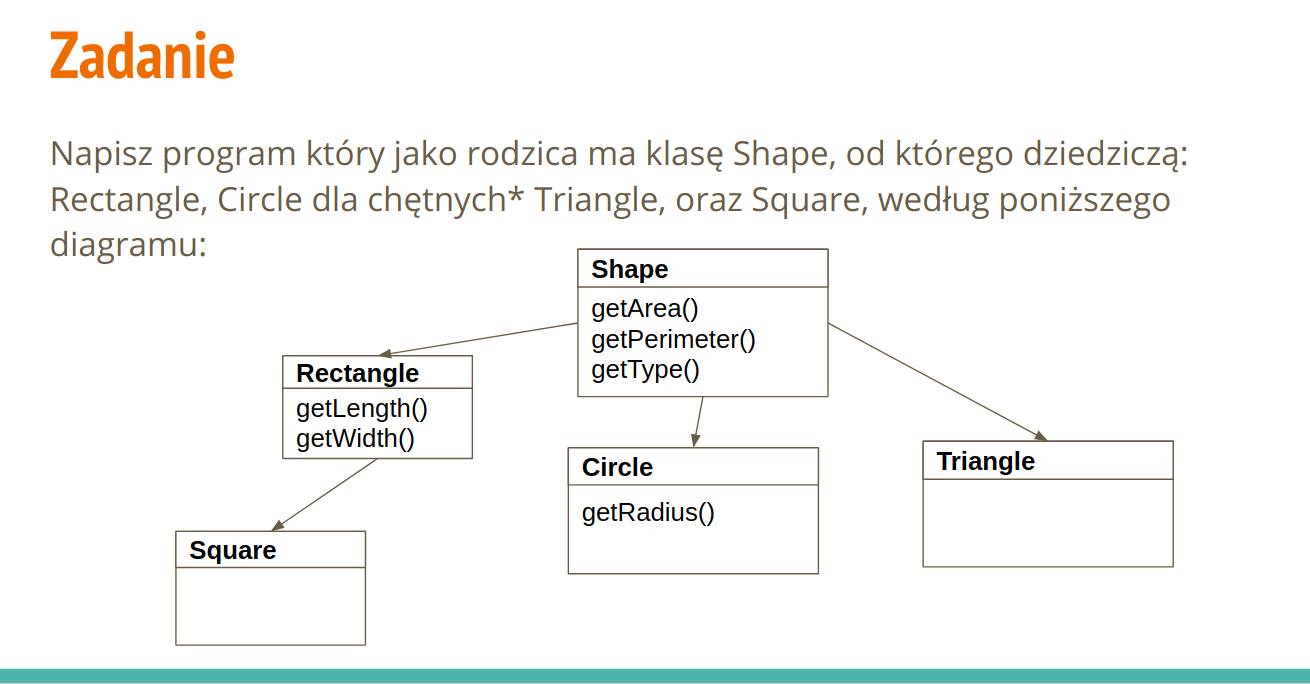 Zadanie
Napisz program który jako rodzica ma klasę Shape, od którego dziedziczą:
Rectangle, Circle dla chętnych* Triangle, oraz Square, według poniższego
diagramu:
Shape
getArea()
getPerimeter()
getType()
Rectangle
getLength()
getWidth()
Circle
getRadius()
Triangle
Square